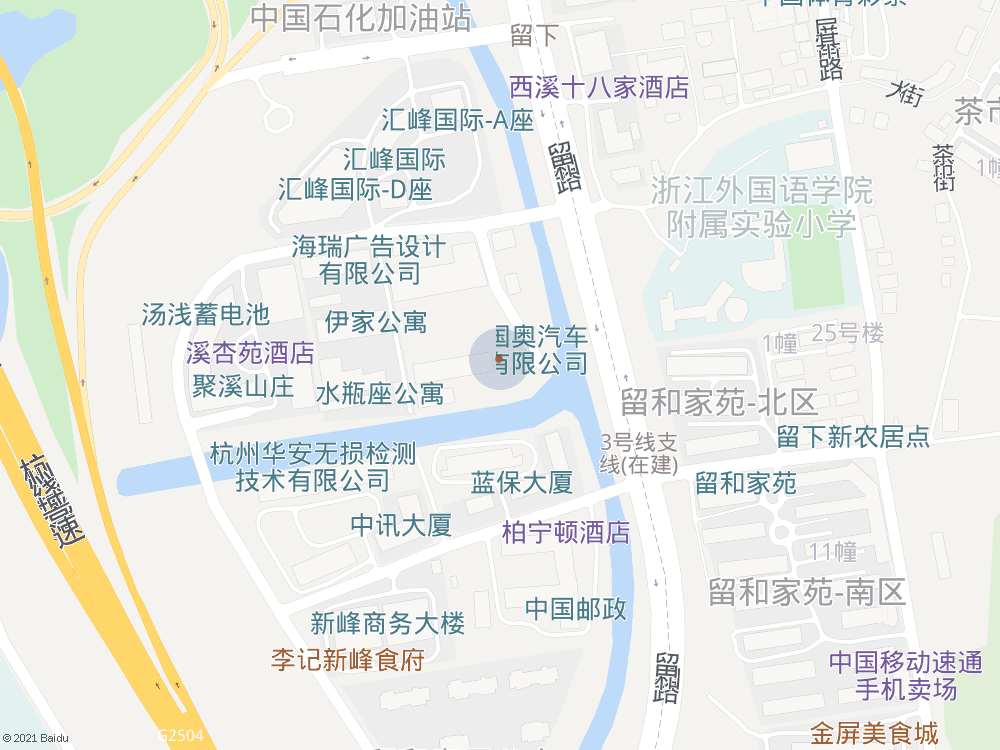 中国石化加油站
留下
西溪十八家酒店
大街
茶市街
汇峰国际-A座
汇峰国际
汇峰国际-D座
留和路
1幢
浙江外国语学院
附属实验小学
海瑞广告设计
有限公司
汤浅蓄电池
伊家公寓
国奥汽车
有限公司
25号楼
1幢
溪杏苑酒店
聚溪山庄
水瓶座公寓
留和家苑-北区
留下新农居点
3号线支
线(在建)
杭州华安无损检测
技术有限公司
蓝保大厦
留和家苑
中讯大厦
柏宁顿酒店
11幢
留和家苑-南区
中国邮政
新峰商务大楼
李记新峰食府
留和路
中国移动速通
手机卖场
金屏美食城
G2504
© 2021 Baidu